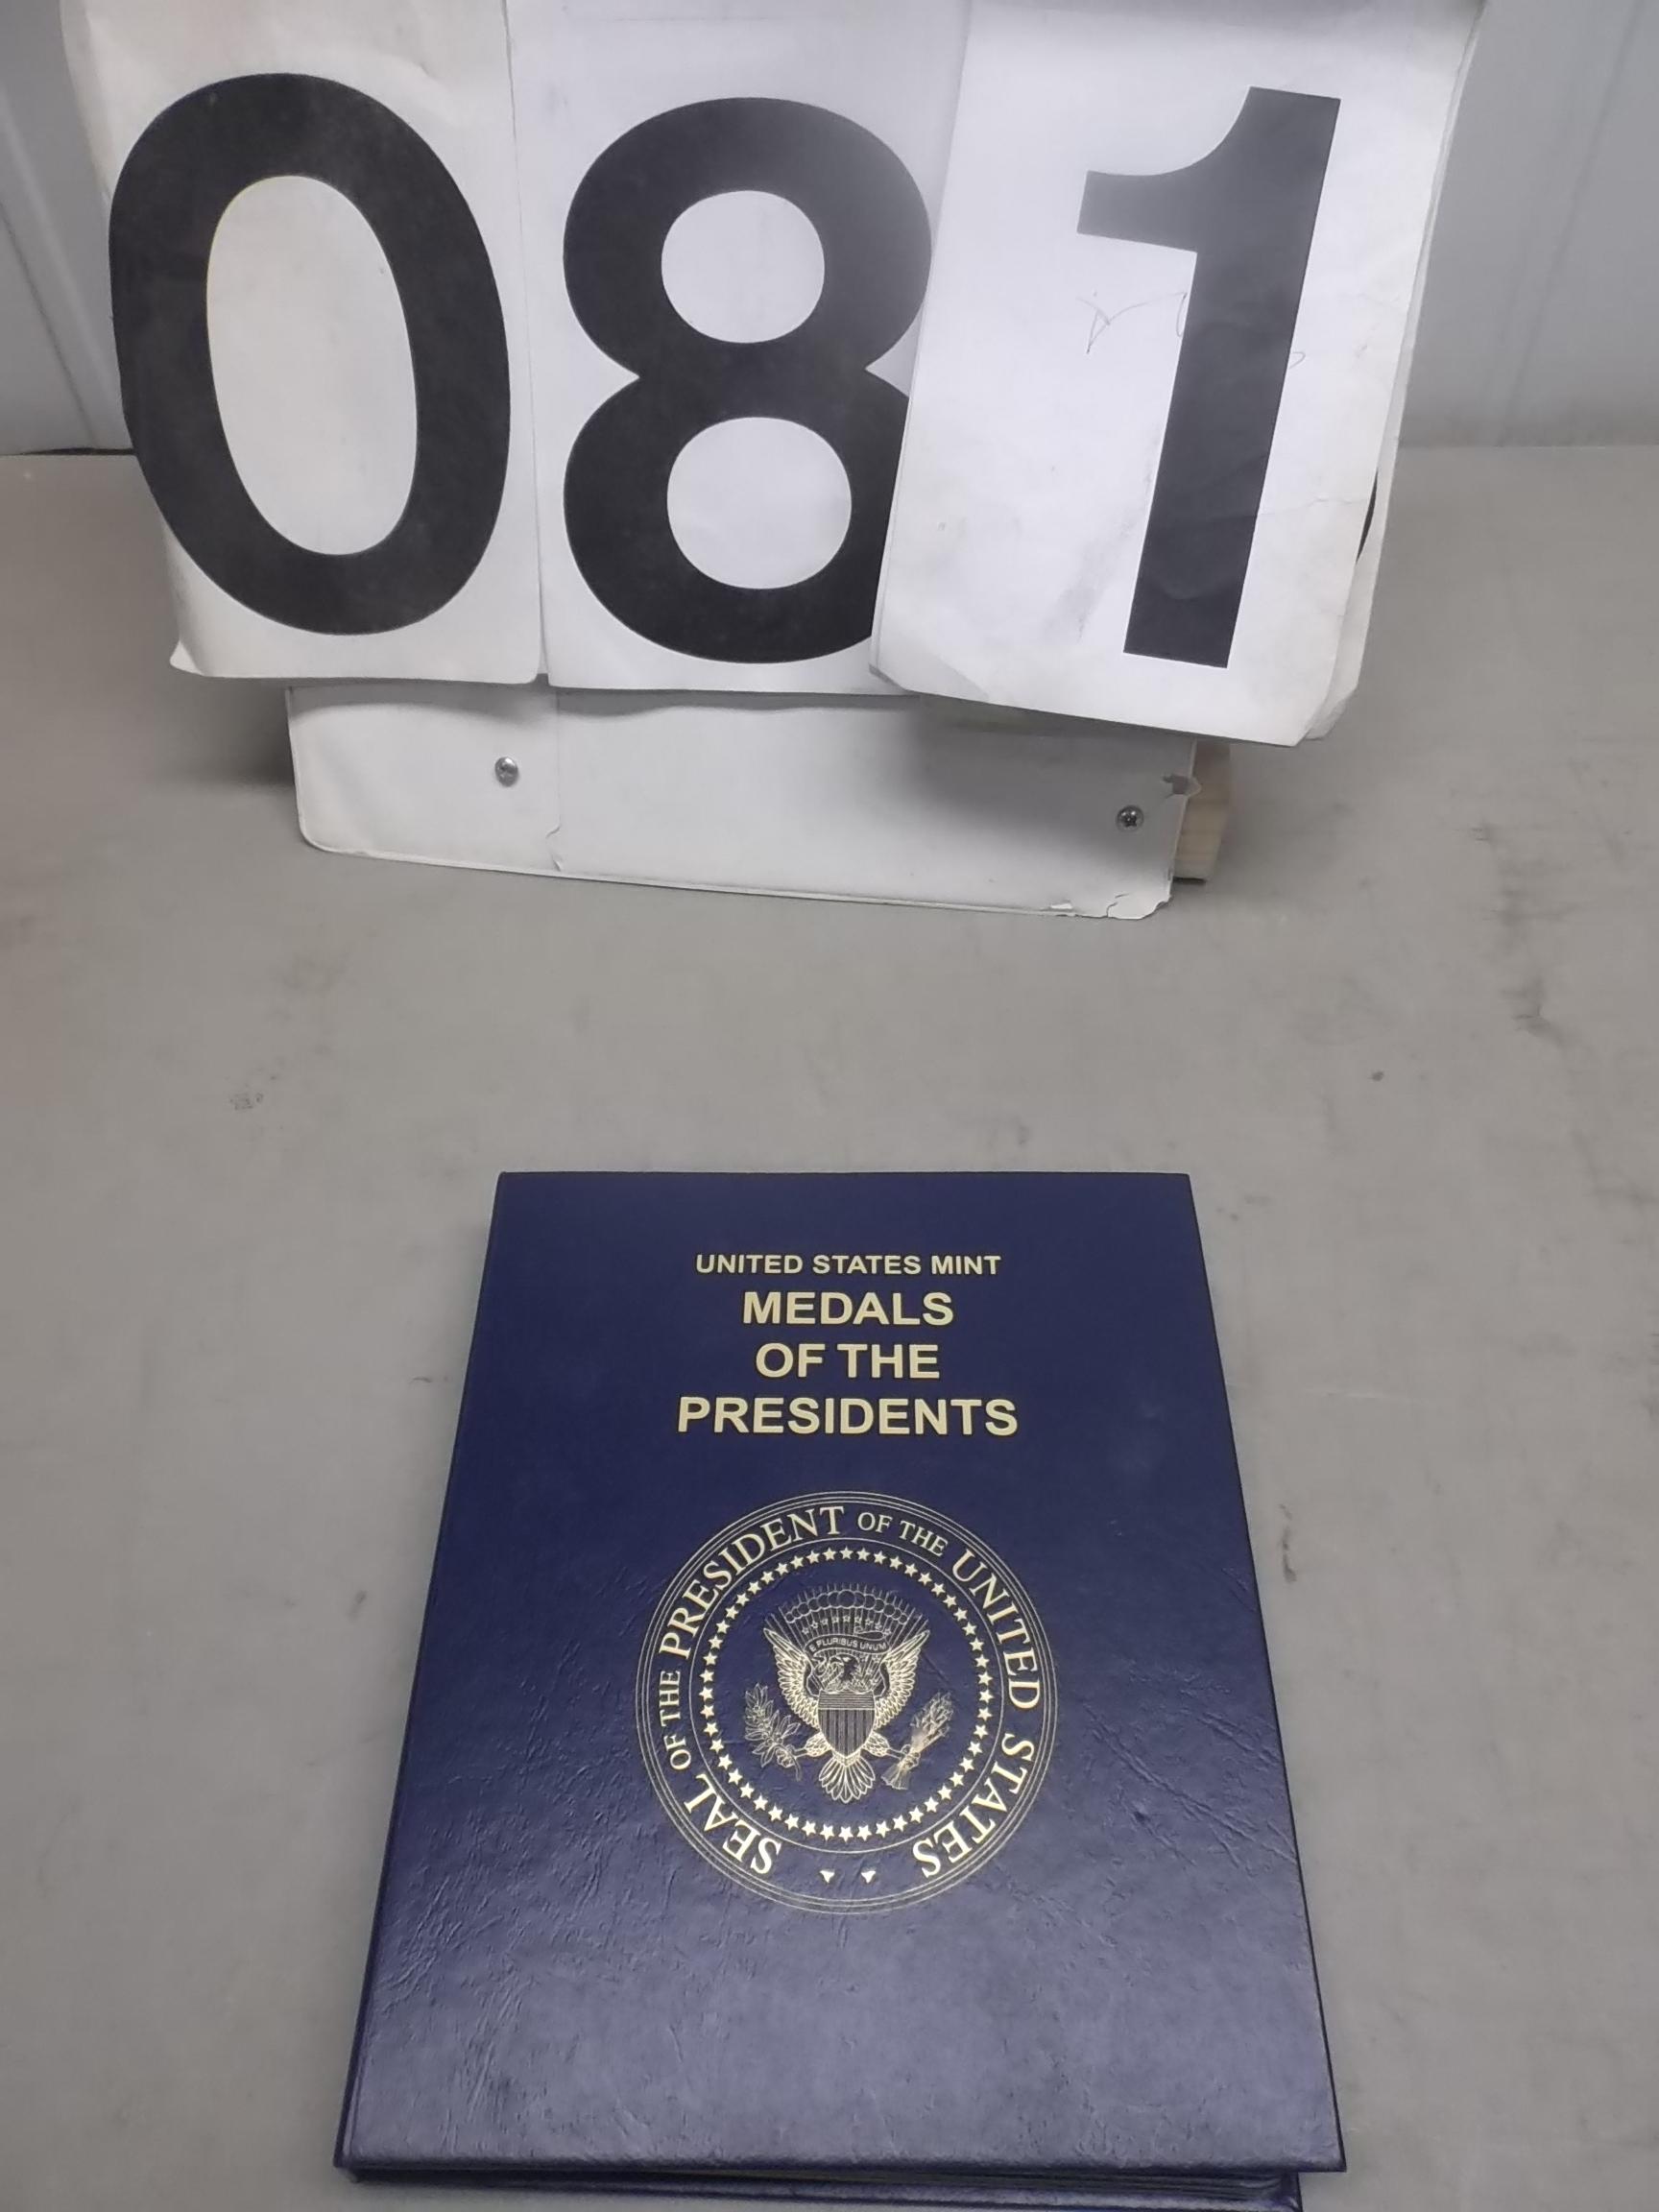 081
UNITED STATES MINT
MEDALS
OF THE
PRESIDENTS
SEAL OF THE PRESIDENT OF THE UNITED STATES
E PLURIBUS UNUM